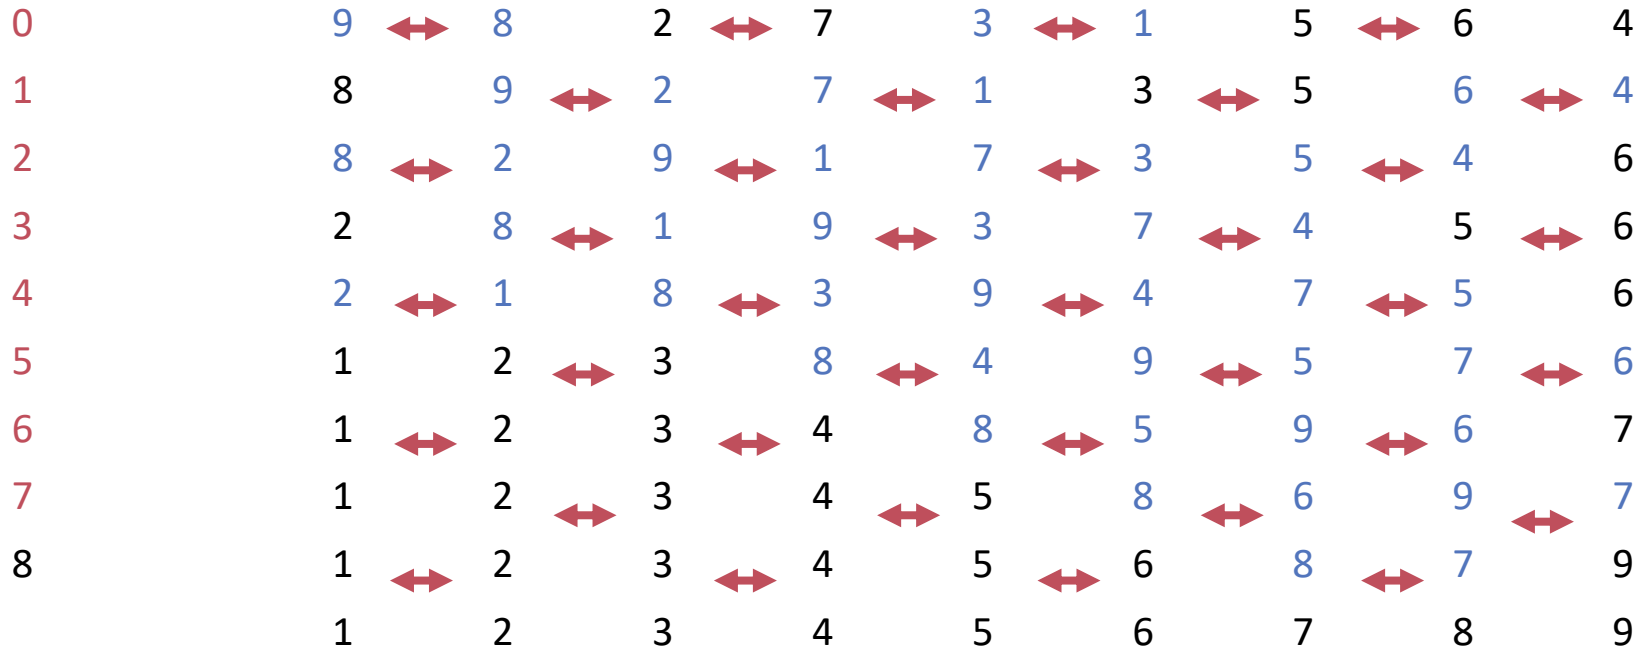 0 9 8 2 7 3 1 5 6 4
1 8 9 2 7 1 3 5 6 4
2 8 2 9 1 7 3 5 4 6
3 2 8 1 9 3 7 4 5 6
4 2 1 8 3 9 4 7 5 6
5 1 2 3 8 4 9 5 7 6
6 1 2 3 4 8 5 9 6 7
7 1 2 3 4 5 8 6 9 7
8 1 2 3 4 5 6 8 7 9
1 2 3 4 5 6 7 8 9